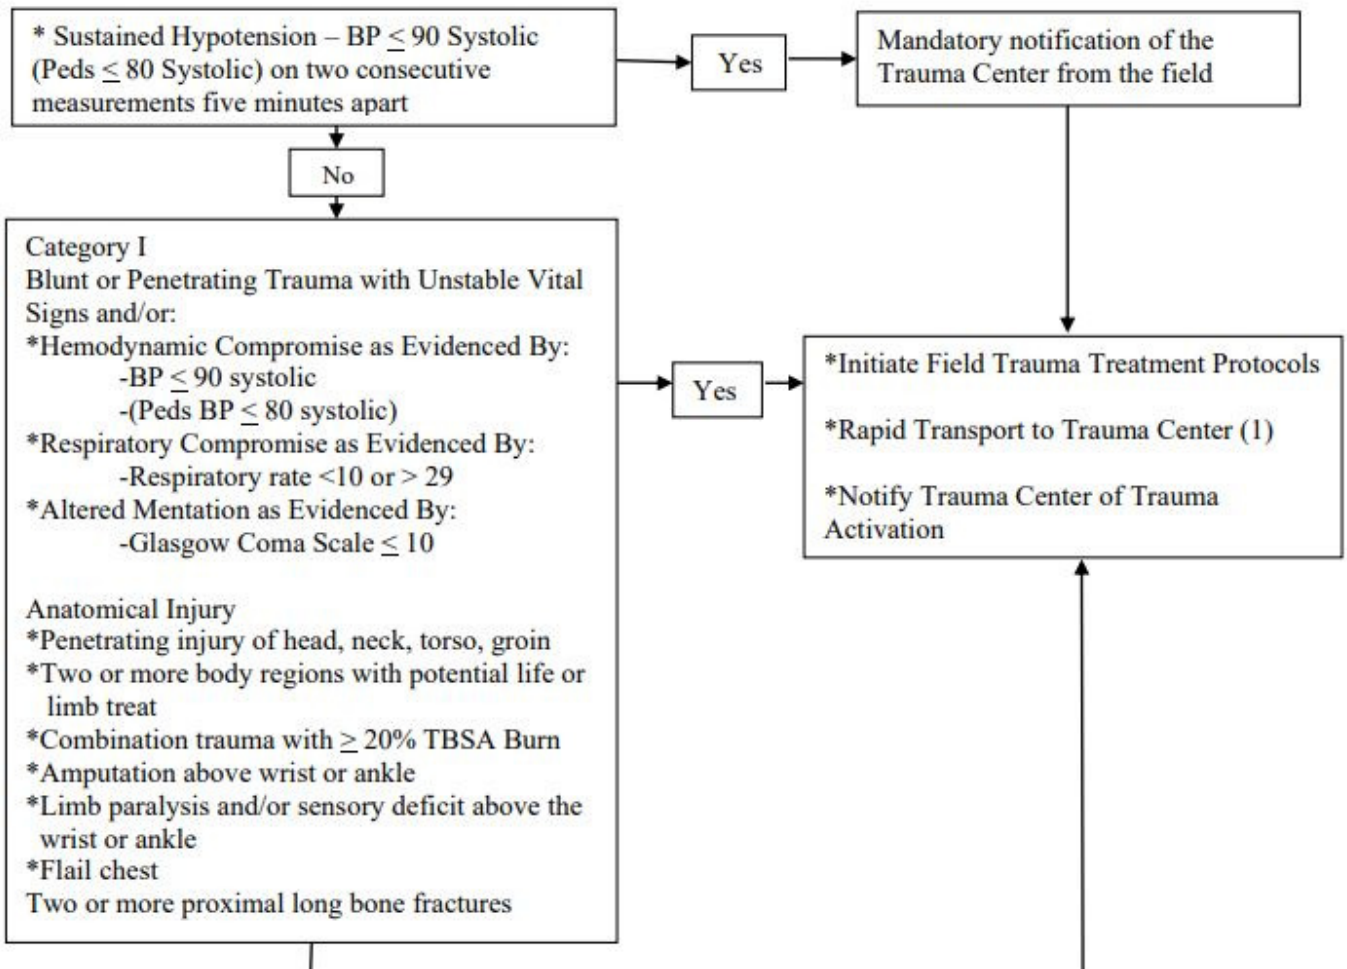 * Sustained Hypotension – BP ≤ 90 Systolic
(Peds ≤ 80 Systolic) on two consecutive
measurements five minutes apart
Yes
Mandatory notification of the
Trauma Center from the field
No
Category I
Blunt or Penetrating Trauma with Unstable Vital
Signs and/or:
*Hemodynamic Compromise as Evidenced By:
-BP ≤ 90 systolic
-(Peds BP ≤ 80 systolic)
*Respiratory Compromise as Evidenced By:
-Respiratory rate <10 or > 29
*Altered Mentation as Evidenced By:
-Glasgow Coma Scale ≤ 10
Anatomical Injury
*Penetrating injury of head, neck, torso, groin
*Two or more body regions with potential life or
limb treat
*Combination trauma with ≥ 20% TBSA Burn
*Amputation above wrist or ankle
*Limb paralysis and/or sensory deficit above the
wrist or ankle
*Flail chest
Two or more proximal long bone fractures
Yes
*Initiate Field Trauma Treatment Protocols
*Rapid Transport to Trauma Center (1)
*Notify Trauma Center of Trauma
Activation